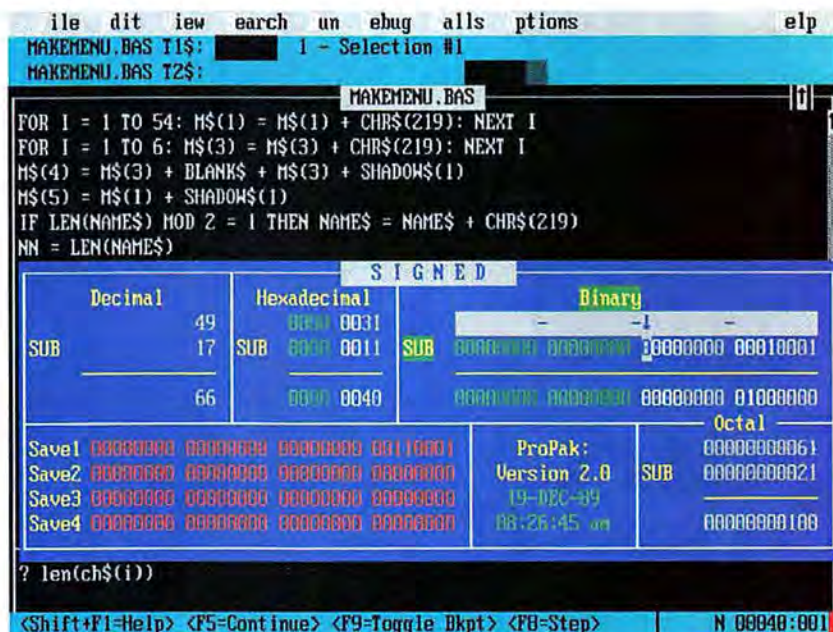 ile dit iew earch un ebug alls ptions elp
MAKEMENU.BAS T1$: 1 - Selection #1
MAKEMENU.BAS T2$:
MAKEMENU.BAS
FOR I = 1 TO 54: M$(1) = M$(1) + CHR$(219): NEXT I
FOR I = 1 TO 6: M$(3) = M$(3) + CHR$(219): NEXT I
M$(4) = M$(3) + BLANK$ + M$(3) + SHADOW$(1)
M$(5) = M$(1) + SHADOW$(1)
IF LEN(NAME$) MOD 2 = 1 THEN NAME$ = NAME$ + CHR$(219)
NN = LEN(NAME$)
SIGNED
Decimal Hexadecimal Binary
49 0000 0031
SUB 17 SUB 0000 0011 SUB 00000000 00000000 00000000 00010001
66 0000 0040 00000000 00000000 00000000 01000000
Octal
Save1 00000000 00000000 00000000 00110001 ProPak: 00000000061
Save2 00000000 00000000 00000000 00000000 Version 2.0 SUB 00000000021
Save3 00000000 00000000 00000000 00000000 19-DEC-89
Save4 00000000 00000000 00000000 00000000 08:26:45 am 00000000100
? len(ch$(i))
<Shift+F1=Help> <F5=Continue> <F9=Toggle Bkpt> <F8=Step> N 00040:001